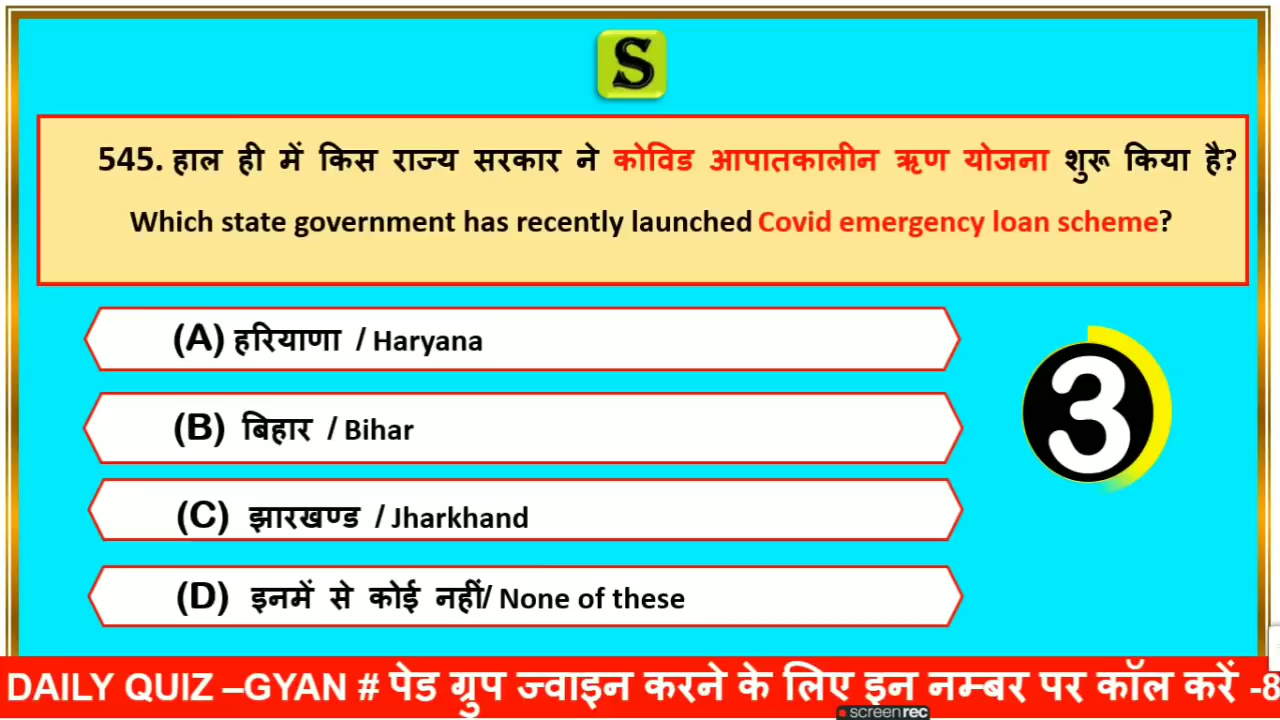 S
545. हाल ही में किस राज्य सरकार ने कोविड आपातकालीन ऋण योजना शुरू किया है?
Which state government has recently launched Covid emergency loan scheme?
(A) हरियाणा / Haryana
3
(B) बिहार / Bihar
(C) झारखण्ड / Jharkhand
(D) इनमें से कोई नहीं/ None of these
DAILY QUIZ –GYAN # पेड ग्रुप ज्वाइन करने के लिए इन नम्बर पर कॉल करें -8
screenrec